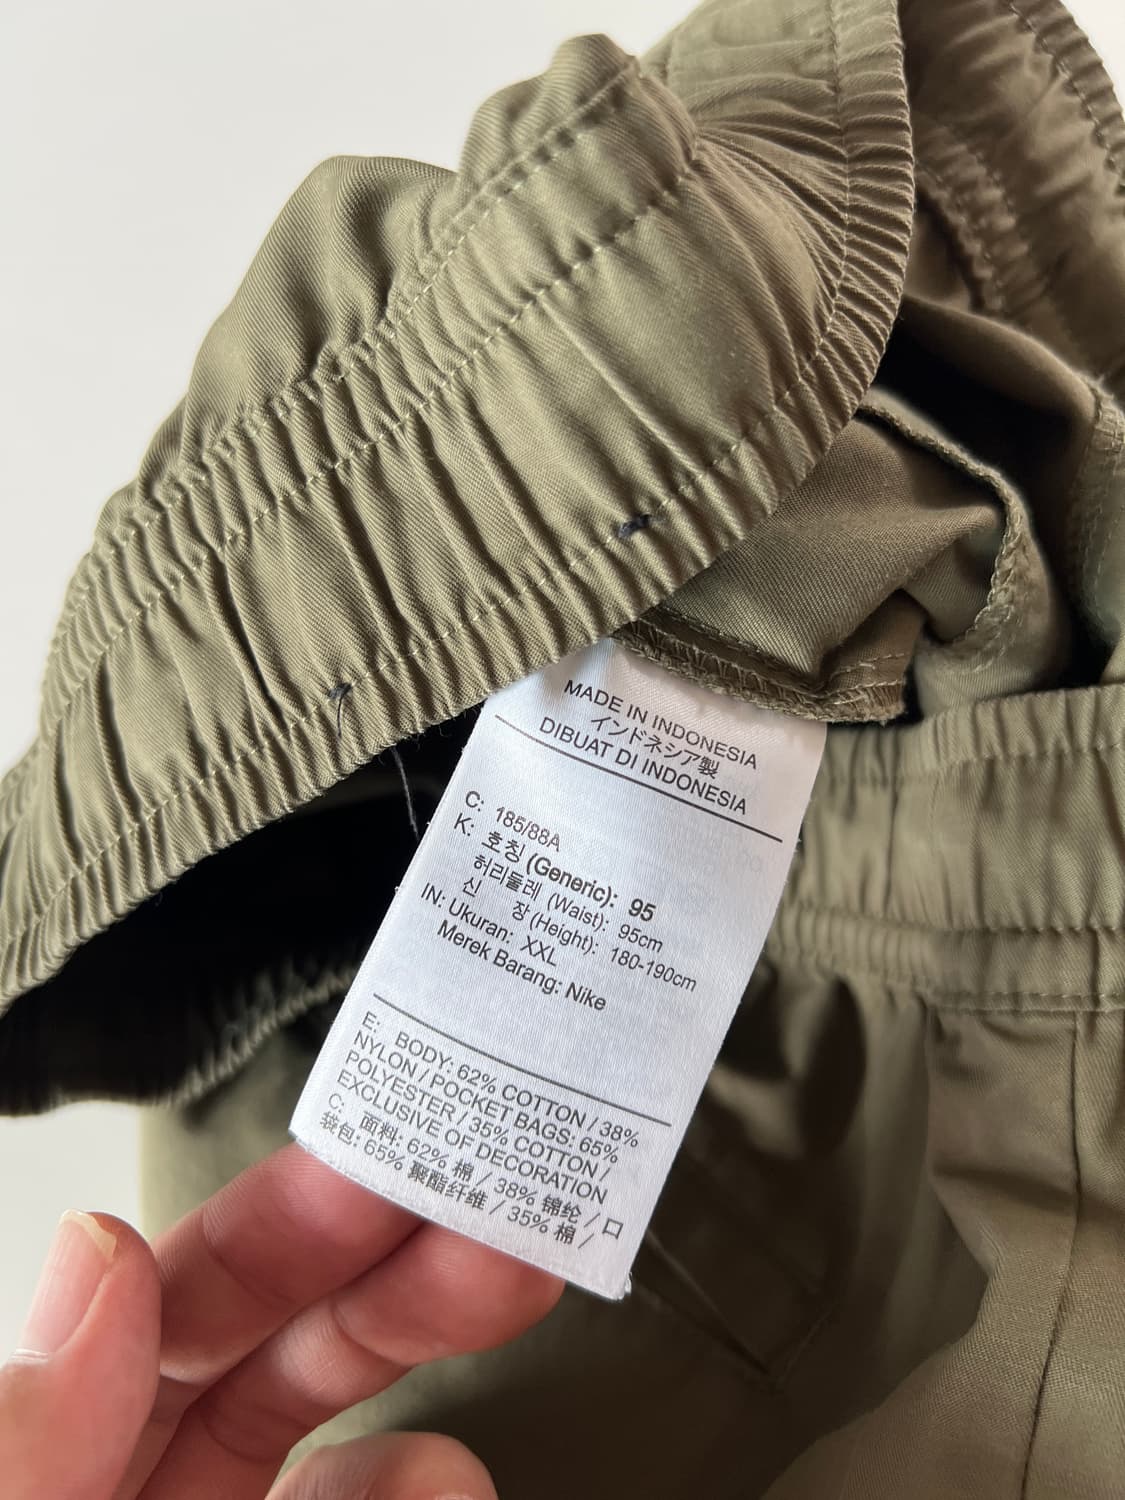 MADE IN INDONESIA
インドネシア製
DIBUAT DI INDONESIA
C: 185/88A
K: 호칭 (Generic): 95
허리둘레 (Waist): 95cm
신 장 (Height): 180-190cm
IN: Ukuran: XXL
Merek Barang: Nike
E: BODY: 62% COTTON / 38%
NYLON / POCKET BAGS: 65%
POLYESTER / 35% COTTON /
EXCLUSIVE OF DECORATION
C: 面料: 62% 棉 / 38% 锦纶 / 口
袋包: 65% 聚酯纤维 / 35% 棉 /